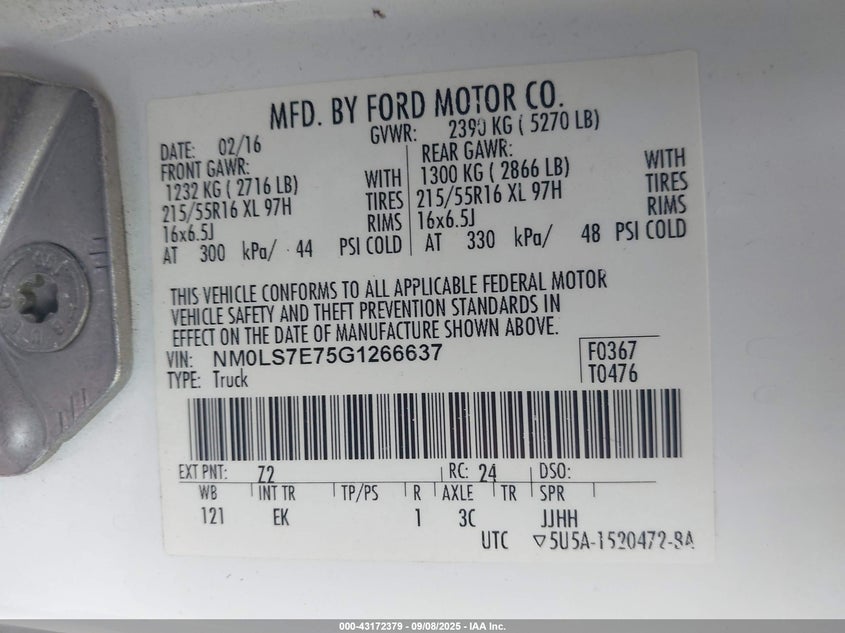 MFD. BY FORD MOTOR CO.
DATE: 02/16 GVWR: 2390 KG ( 5270 LB)
FRONT GAWR: REAR GAWR:
1232 KG ( 2716 LB) WITH 1300 KG ( 2866 LB) WITH
215/55R16 XL 97H TIRES 215/55R16 XL 97H TIRES
16x6.5J RIMS 16x6.5J RIMS
AT 300 kPa/ 44 PSI COLD AT 330 kPa/ 48 PSI COLD
THIS VEHICLE CONFORMS TO ALL APPLICABLE FEDERAL MOTOR
VEHICLE SAFETY AND THEFT PREVENTION STANDARDS IN
EFFECT ON THE DATE OF MANUFACTURE SHOWN ABOVE.
VIN: NM0LS7E75G1266637 F0367
TYPE: Truck T0476
EXT PNT: Z2 RC: 24 DSO:
WB INT TR TP/PS R AXLE TR SPR
121 EK 1 3C JJHH
UTC ▽5U5A-1520472-8A
000-43172379 - 09/08/2025 - IAA Inc.